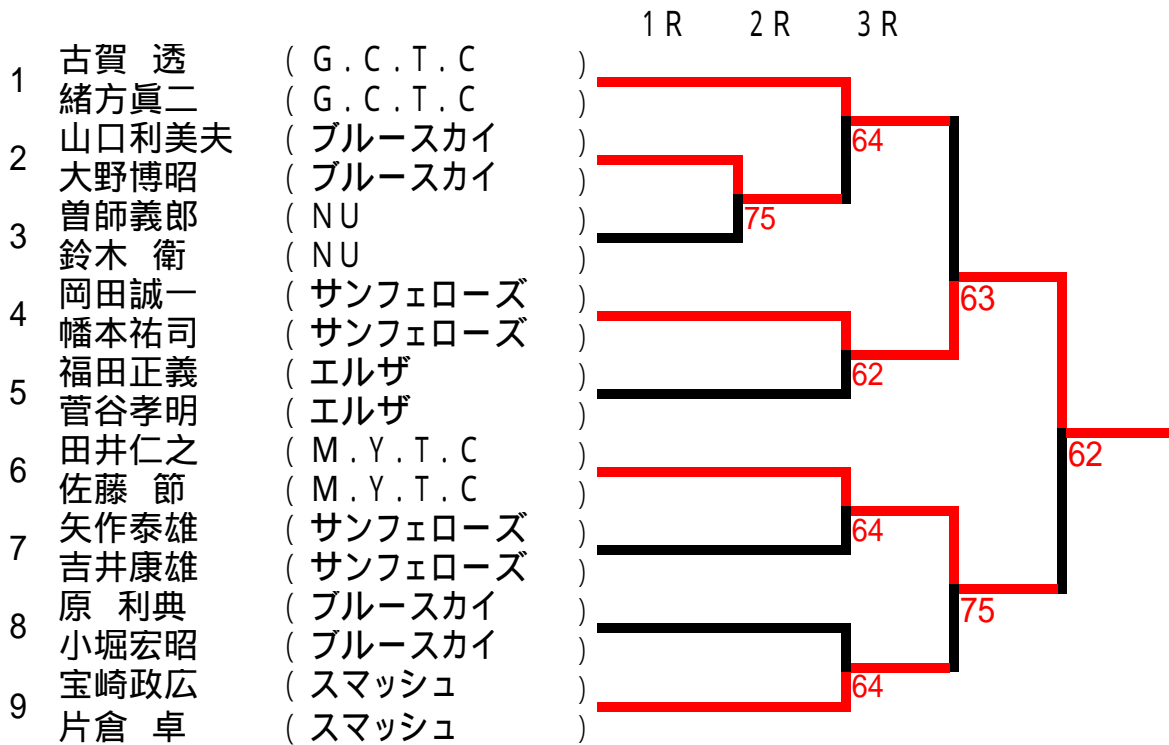 1 R 2 R 3 R
古賀 透 ( G . C . T . C )
1
緒方眞二 ( G . C . T . C )
山口利美夫 ( ブルースカイ )
2
大野博昭 ( ブルースカイ )
曽師義郎 ( NU )
3
鈴木 衛 ( NU )
岡田誠一 ( サンフェローズ )
4
幡本祐司 ( サンフェローズ )
福田正義 ( エルザ )
5
菅谷孝明 ( エルザ )
田井仁之 ( M . Y . T . C )
6
佐藤 節 ( M . Y . T . C )
矢作泰雄 ( サンフェローズ )
7
吉井康雄 ( サンフェローズ )
原 利典 ( ブルースカイ )
8
小堀宏昭 ( ブルースカイ )
宝崎政広 ( スマッシュ )
9
片倉 卓 ( スマッシュ )
64
75
63
62
62
64
75
64